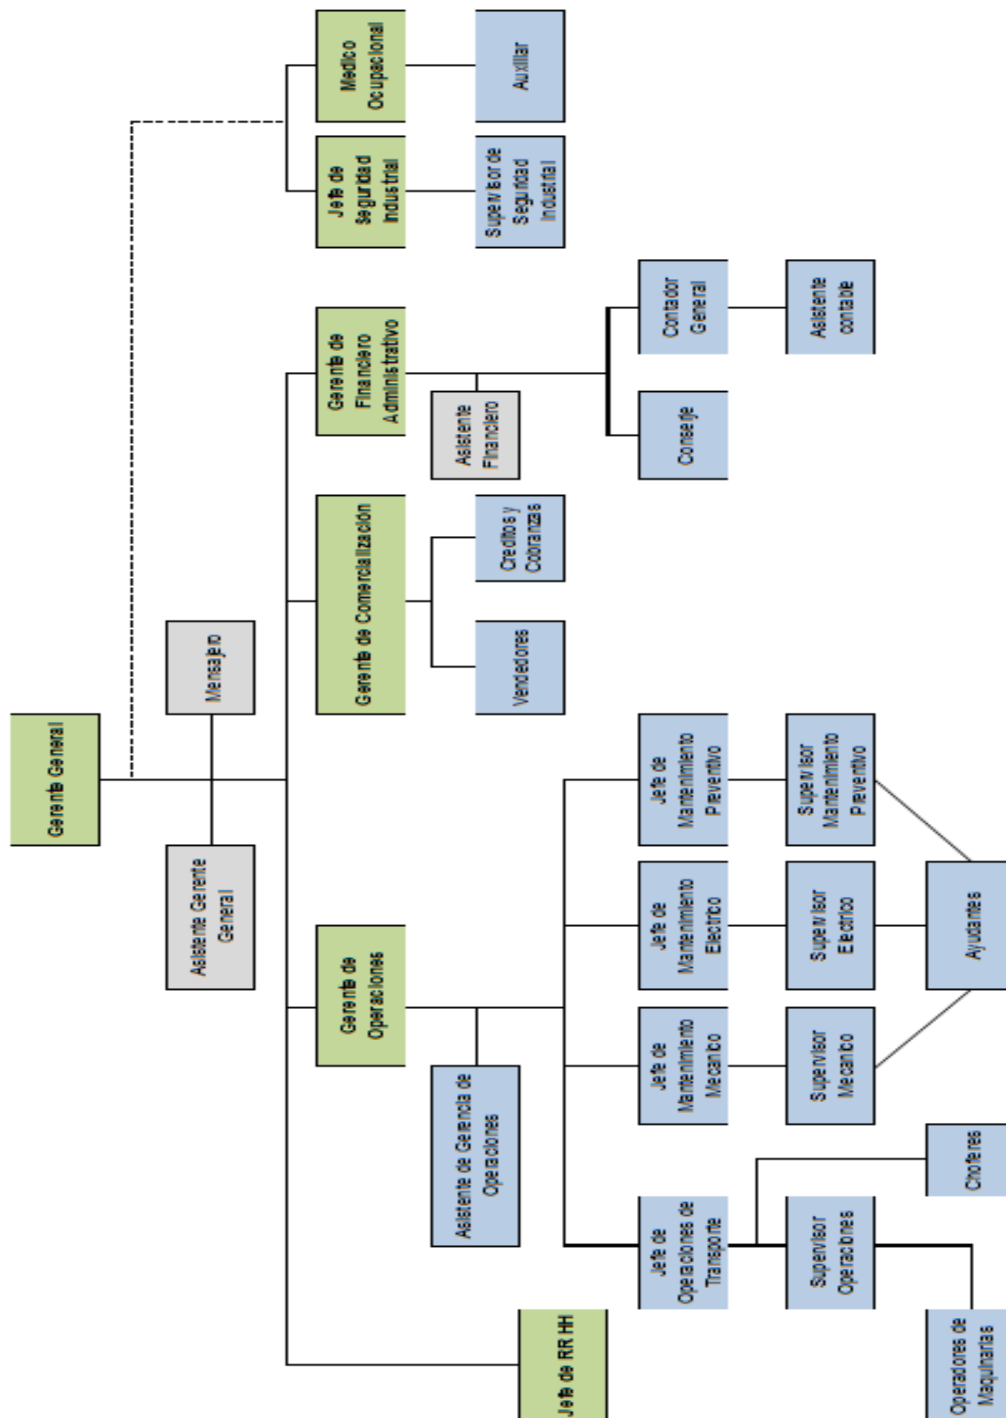 Gerente General
Asistente Gerente
General
Mensajero
Jefe de RR HH
Gerente de
Operaciones
Gerente de Comercialización
Gerente de
Financiero
Administrativo
Jefe de
Seguridad
Industrial
Medico
Ocupacional
Asistente de Gerencia de
Operaciones
Asistente
Financiero
Vendedores
Creditos y
Cobranzas
Supervisor de
Seguridad
Industrial
Auxiliar
Jefe de
Operaciones de
Transporte
Jefe de
Mantenimiento
Mecanico
Jefe de
Mantenimiento
Electrico
Jefe de
Mantenimiento
Preventivo
Conserje
Contador
General
Supervisor
Operaciones
Supervisor
Mecanico
Supervisor
Electrico
Supervisor
Mantenimiento
Preventivo
Asistente
contable
Operadores de
Maquinarias
Choferes
Ayudantes